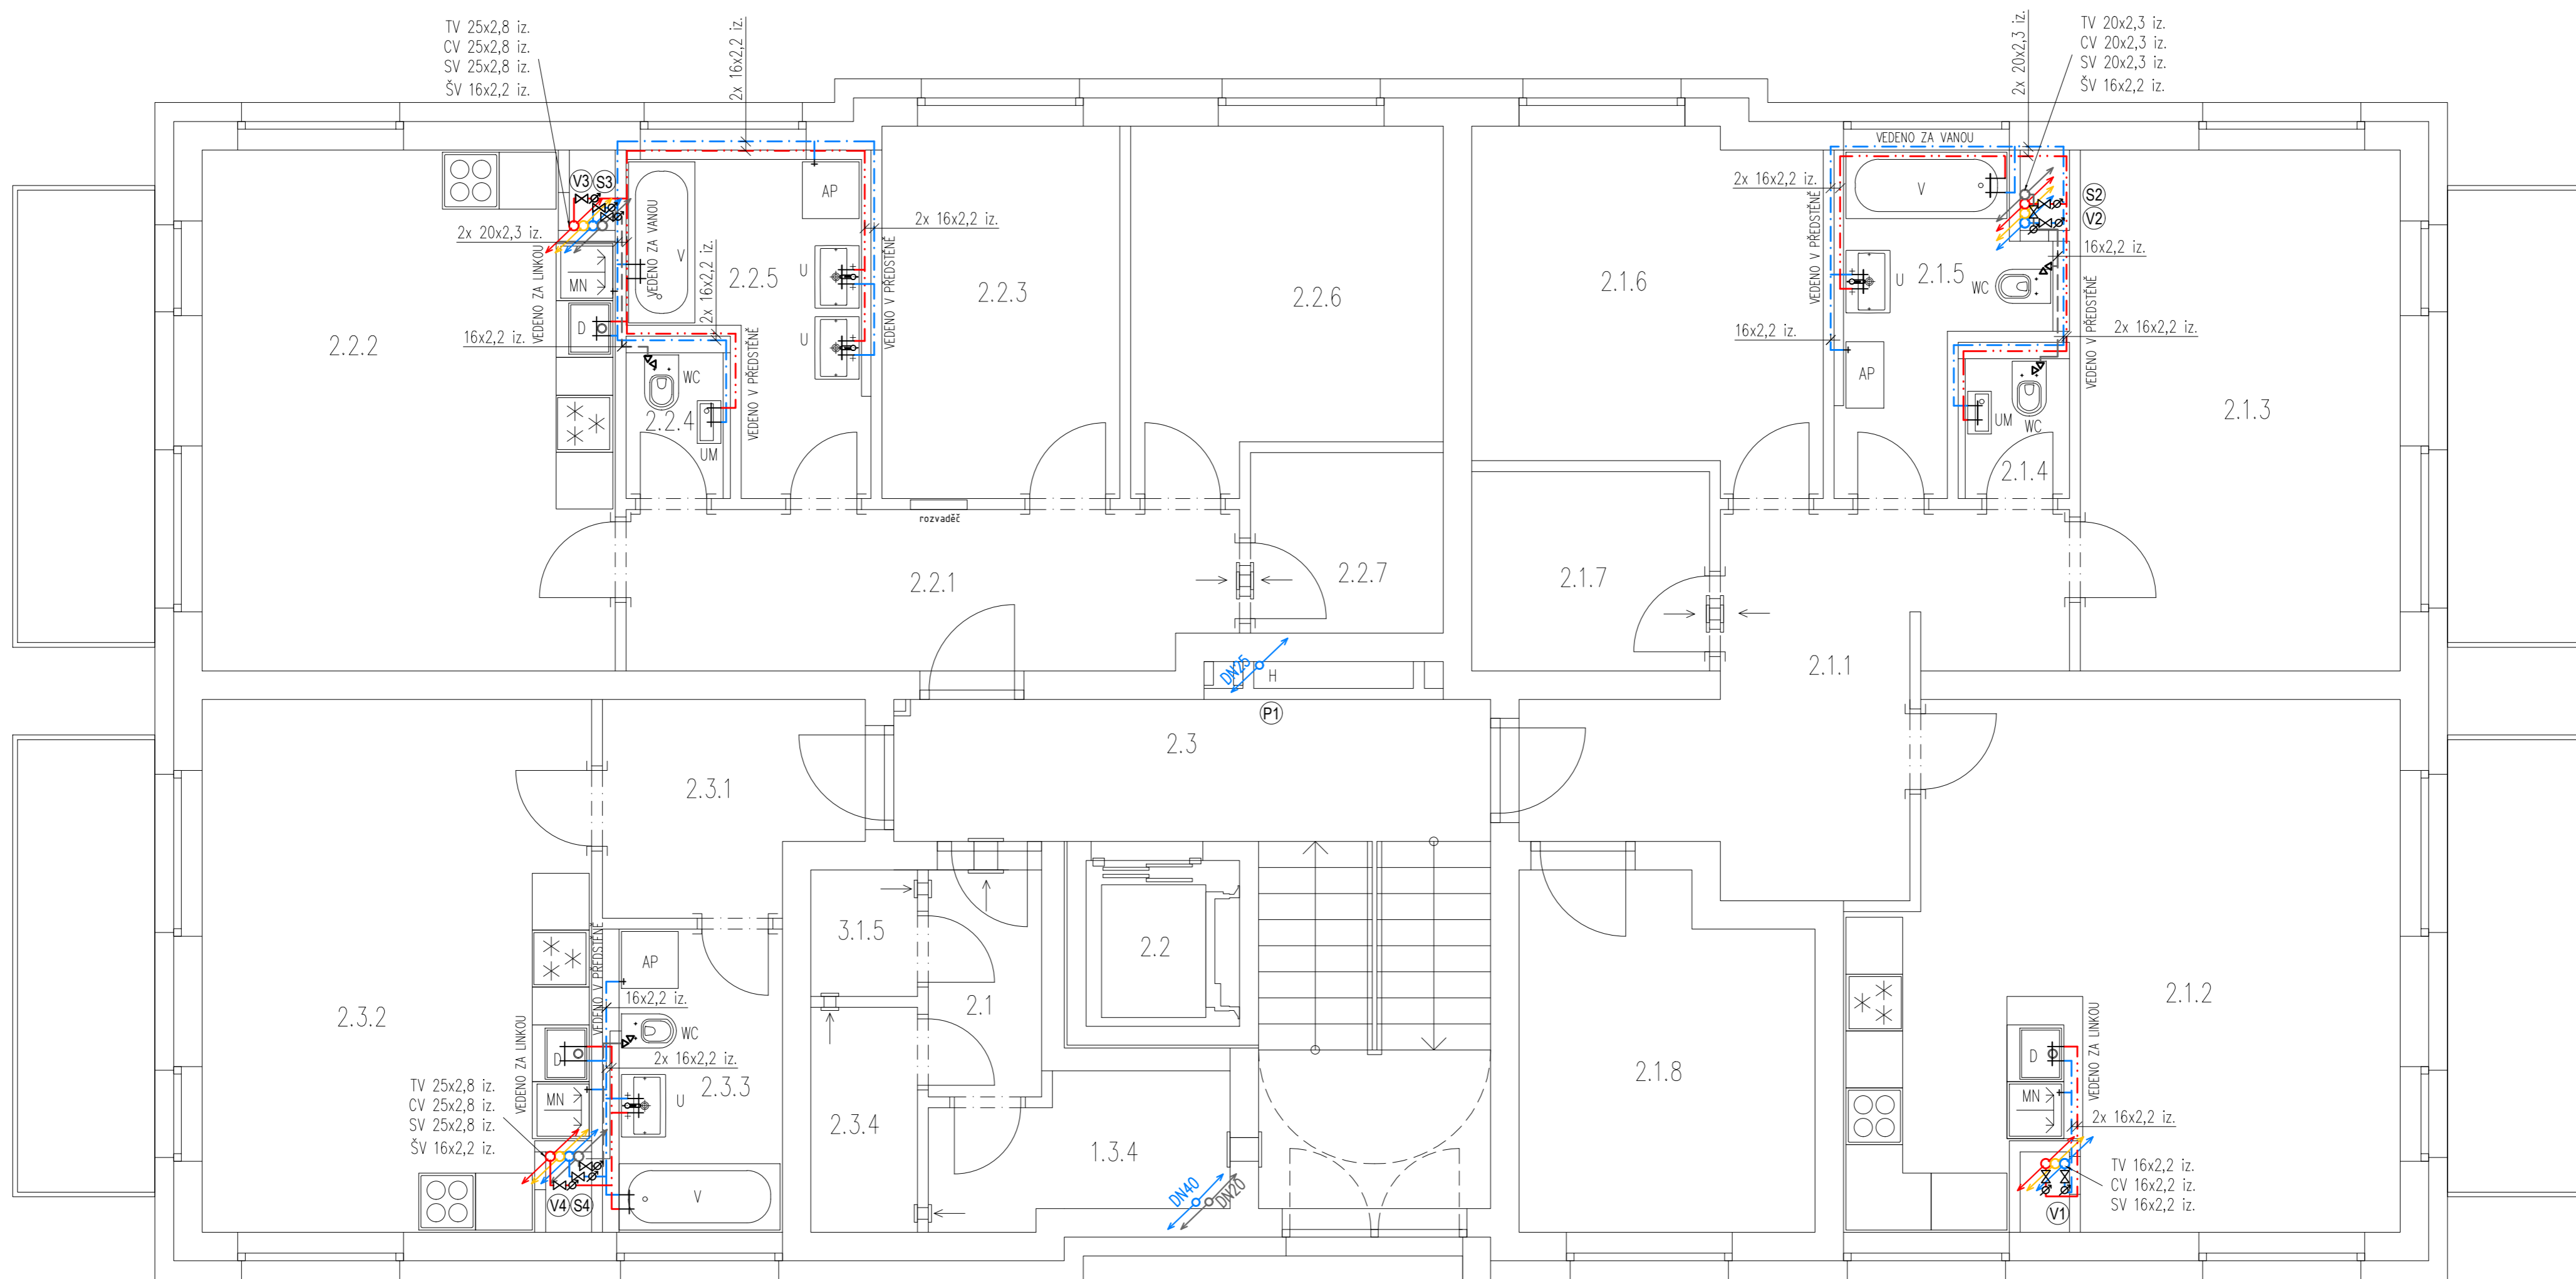 TV 25x2,8 iz.
CV 25x2,8 iz.
SV 25x2,8 iz.
ŠV 16x2,2 iz.
2x 16x2,2 iz.
2x 20x2,3 iz.
TV 20x2,3 iz.
CV 20x2,3 iz.
SV 20x2,3 iz.
ŠV 16x2,2 iz.
VEDENO ZA VANOU
V3
S3
AP
2x 16x2,2 iz.
V
S2
V2
2x 20x2,3 iz.
2x 16x2,2 iz.
VEDENO ZA LINKOU
VEDENO ZA VANOU
V
2x 16x2,2 iz.
2.2.5
U
VEDENO V PŘEDSTĚNĚ
2.2.3
2.2.6
2.1.6
VEDENO V PŘEDSTĚNĚ
U
2.1.5
WC
16x2,2 iz.
VEDENO V PŘEDSTĚNĚ
MN
D
16x2,2 iz.
2.2.2
U
16x2,2 iz.
2x 16x2,2 iz.
WC
VEDENO V PŘEDSTĚNĚ
AP
2.2.4
UM
UM
WC
2.1.3
2.1.4
rozvaděč
2.2.1
2.2.7
2.1.7
2.1.1
DN25
H
P1
2.3
2.3.1
3.1.5
2.2
AP
VEDENO V PŘEDSTĚNĚ
16x2,2 iz.
2.1
2.3.2
VEDENO ZA LINKOU
WC
D
2x 16x2,2 iz.
2.3.3
TV 25x2,8 iz.
CV 25x2,8 iz.
SV 25x2,8 iz.
ŠV 16x2,2 iz.
MN
U
2.3.4
1.3.4
2.1.8
2.1.2
D
VEDENO ZA LINKOU
MN
2x 16x2,2 iz.
TV 16x2,2 iz.
CV 16x2,2 iz.
SV 16x2,2 iz.
V4
S4
V
DN40
DN20
V1